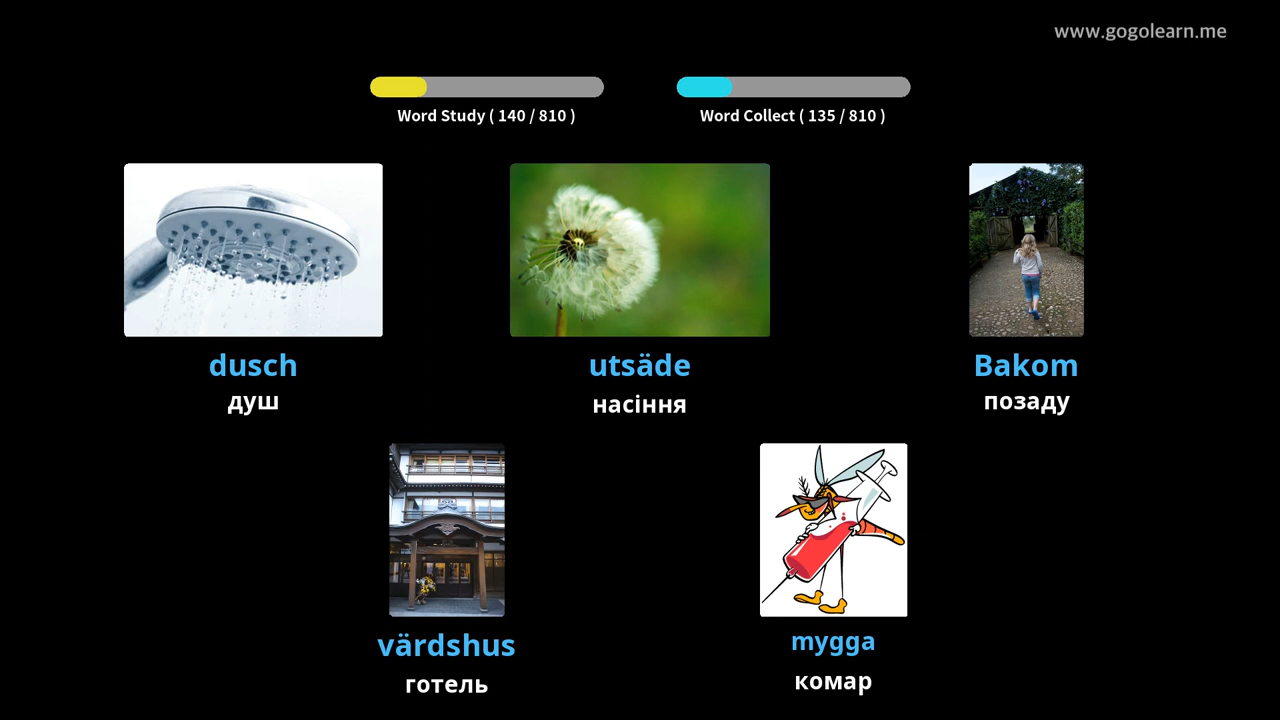 www.gogolearn.me
Word Study ( 140 / 810 )
Word Collect ( 135 / 810 )
dusch
душ
utsäde
насіння
Bakom
позаду
värdshus
готель
mygga
комар